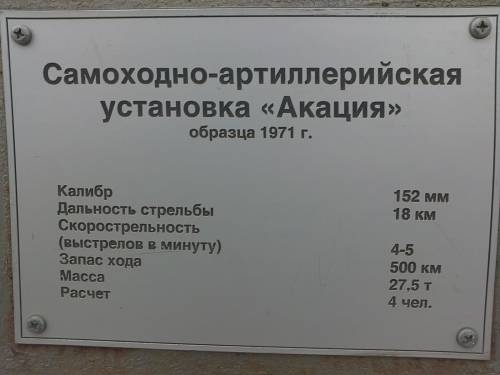 Самоходно-артиллерийская
установка «Акация»
образца 1971 г.
Калибр 152 мм
Дальность стрельбы 18 км
Скорострельность
(выстрелов в минуту) 4-5
Запас хода 500 км
Масса 27,5 т
Расчет 4 чел.